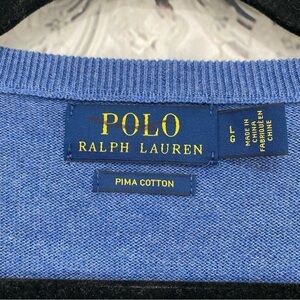 POLO
RALPH LAUREN
PIMA COTTON
L
G
MADE IN
CHINA
FABRIQUÉ EN
CHINE